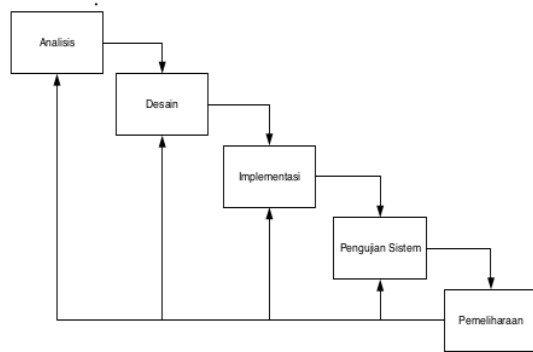 Analisis
Desain
Implementasi
Pengujian Sistem
Pemeliharaan